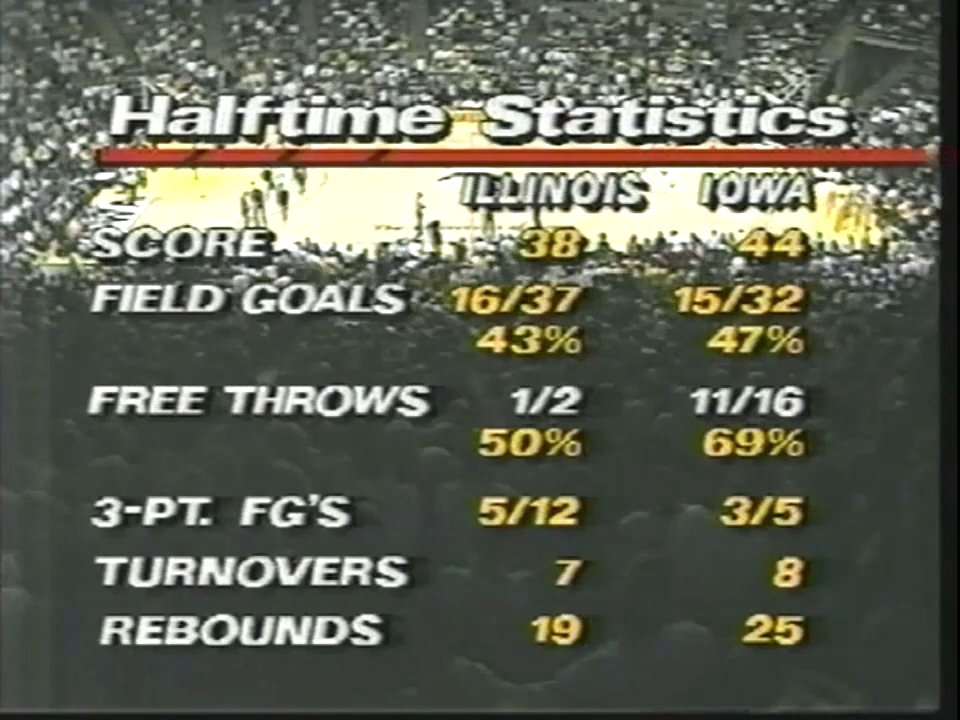 Halftime Statistics
ILLINOIS IOWA
SCORE 38 44
FIELD GOALS 16/37 15/32
43% 47%
FREE THROWS 1/2 11/16
50% 69%
3-PT. FG'S 5/12 3/5
TURNOVERS 7 8
REBOUNDS 19 25